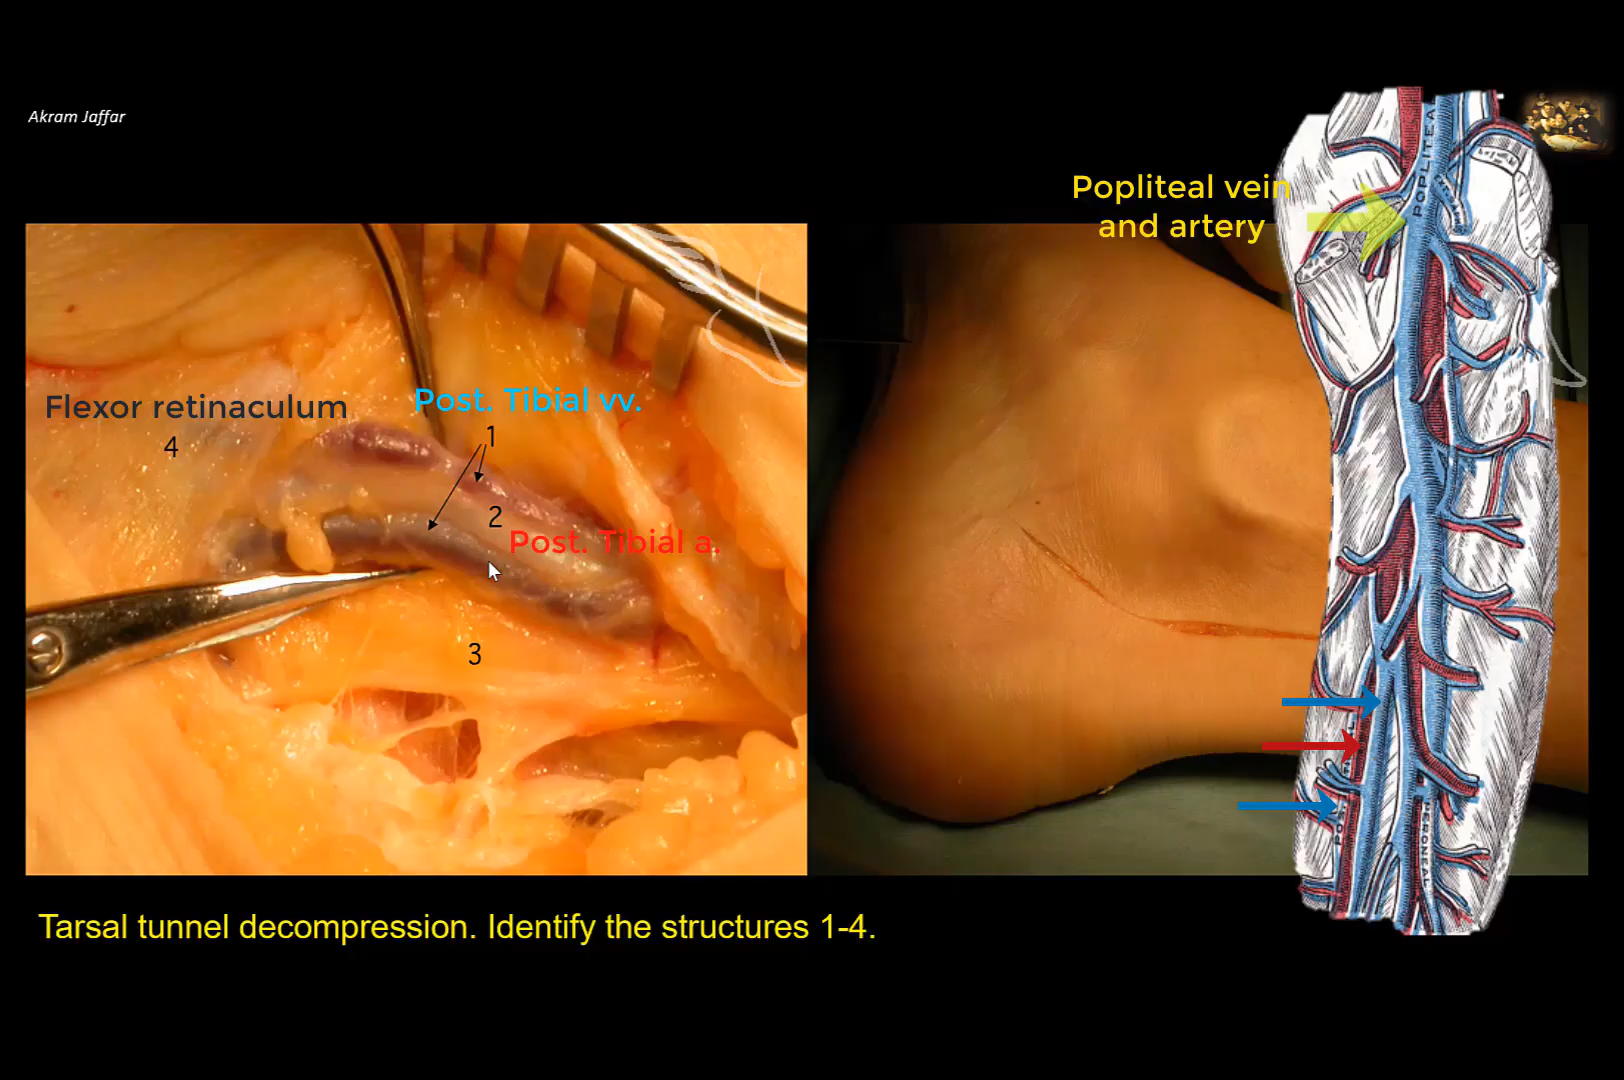 Akram Jaffar
Popliteal vein
and artery
POPLITEA
Flexor retinaculum
4
Post. Tibial vv.
1
2
Post. Tibial a.
3
Tarsal tunnel decompression. Identify the structures 1-4.